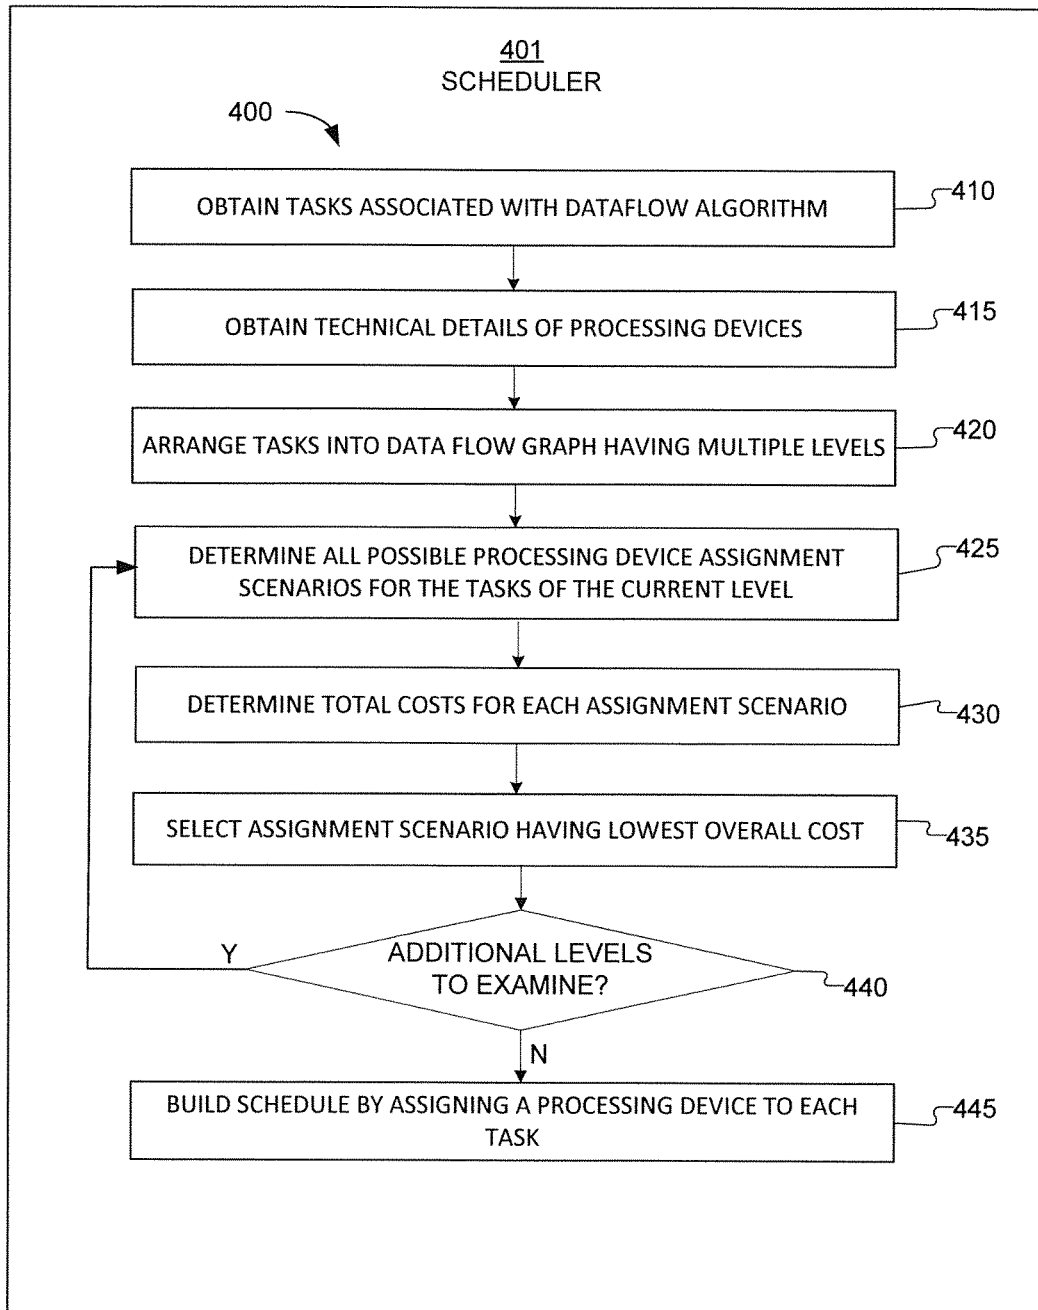 401
SCHEDULER
400
OBTAIN TASKS ASSOCIATED WITH DATAFLOW ALGORITHM
410
OBTAIN TECHNICAL DETAILS OF PROCESSING DEVICES
415
ARRANGE TASKS INTO DATA FLOW GRAPH HAVING MULTIPLE LEVELS
420
DETERMINE ALL POSSIBLE PROCESSING DEVICE ASSIGNMENT
SCENARIOS FOR THE TASKS OF THE CURRENT LEVEL
425
DETERMINE TOTAL COSTS FOR EACH ASSIGNMENT SCENARIO
430
SELECT ASSIGNMENT SCENARIO HAVING LOWEST OVERALL COST
435
Y
ADDITIONAL LEVELS
TO EXAMINE?
440
N
BUILD SCHEDULE BY ASSIGNING A PROCESSING DEVICE TO EACH
TASK
445